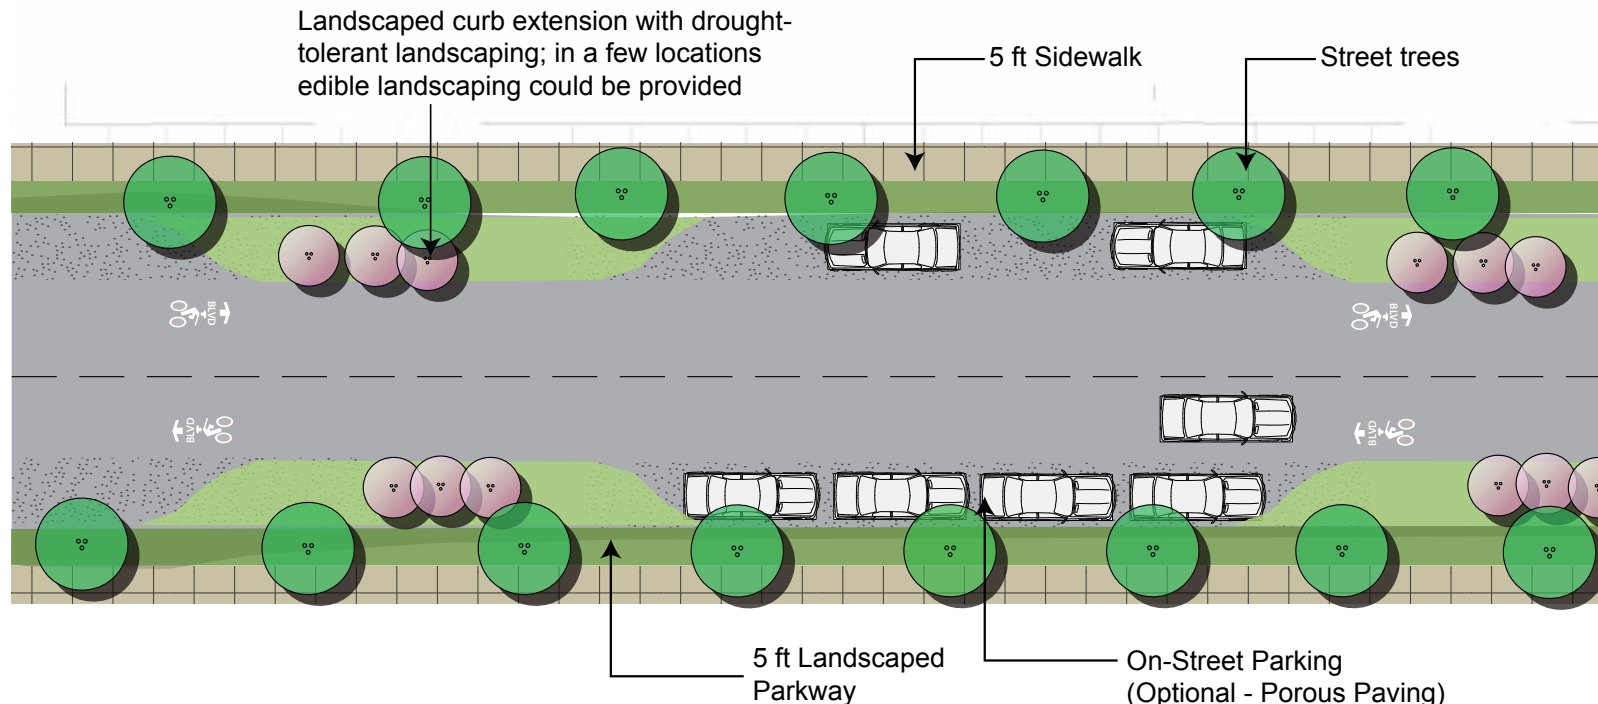 Landscaped curb extension with drought-
tolerant landscaping; in a few locations
edible landscaping could be provided
5 ft Sidewalk
Street trees
BLVD
BLVD
BLVD
BLVD
5 ft Landscaped
Parkway
On-Street Parking
(Optional - Porous Paving)